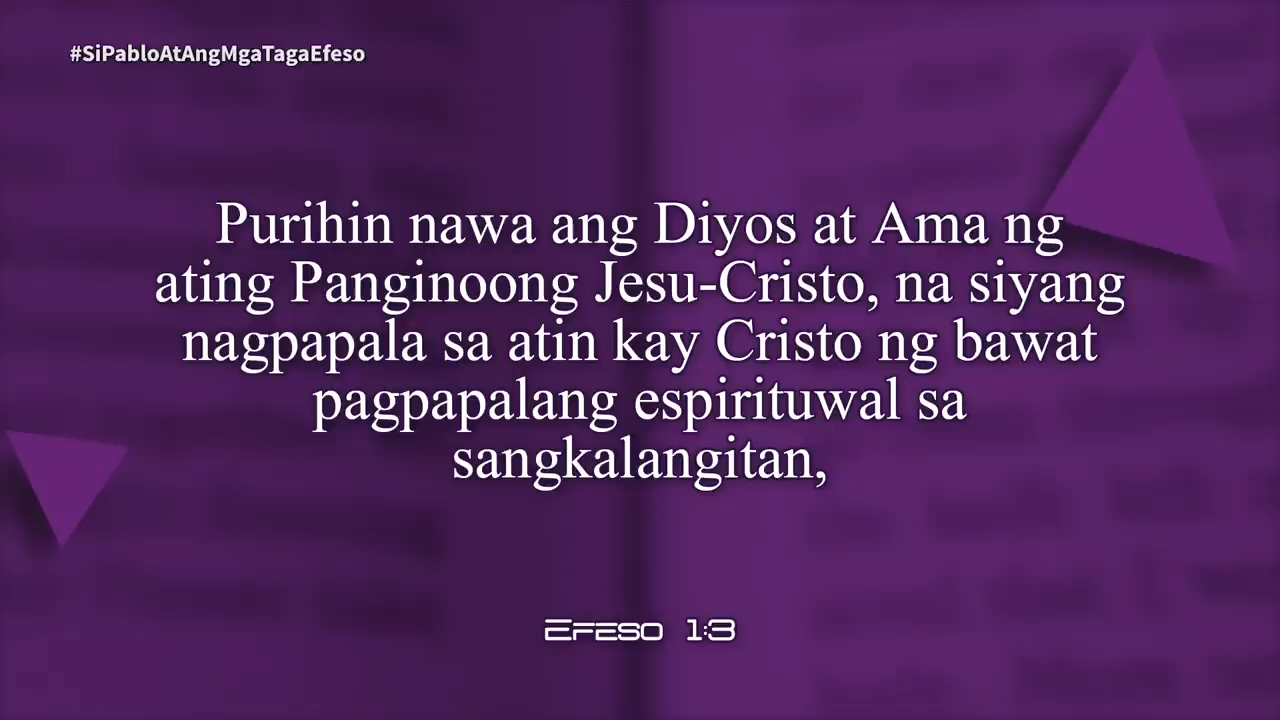 #SiPabloAtAngMgaTagaEfeso
Purihin nawa ang Diyos at Ama ng
ating Panginoong Jesu-Cristo, na siyang
nagpapala sa atin kay Cristo ng bawat
pagpapalang espirituwal sa
sangkalangitan,
Efeso 1:3